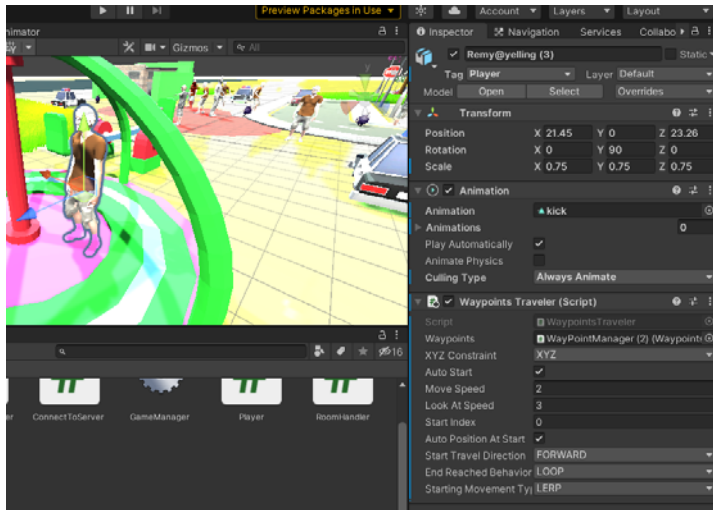 Preview Packages in Use
Account
Layers
Layout
Animator
Gizmos
All
16
ConnectToServer
GameManager
Player
RoomHandler
Inspector
Navigation
Services
Collabo
Remy@yelling (3)
Static
Tag Player
Layer Default
Model Open Select Overrides
Transform
Position X 21.45 Y 0 Z 23.26
Rotation X 0 Y 90 Z 0
Scale X 0.75 Y 0.75 Z 0.75
Animation
Animation kick
Animations 0
Play Automatically
Animate Physics
Culling Type Always Animate
Waypoints Traveler (Script)
Script WaypointsTraveler
Waypoints WayPointManager (2) (Waypoints
XYZ Constraint XYZ
Auto Start
Move Speed 2
Look At Speed 3
Start Index 0
Auto Position At Start
Start Travel Direction FORWARD
End Reached Behavior LOOP
Starting Movement Ty LERP